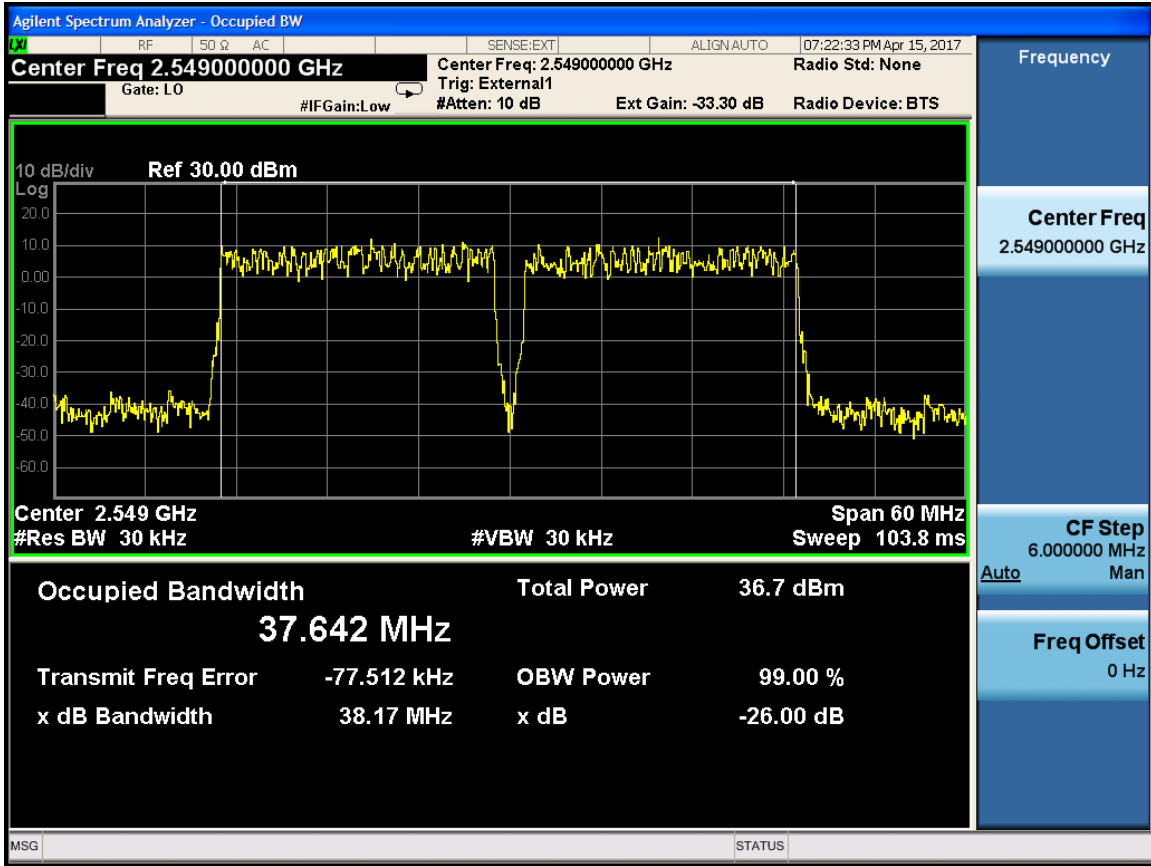 Agilent Spectrum Analyzer - Occupied BW
LXI RF 50 Ω AC SENSE:EXT ALIGN AUTO 07:22:33 PM Apr 15, 2017
Center Freq 2.549000000 GHz
Gate: LO
#IFGain:Low
Center Freq: 2.549000000 GHz
Trig: External1
#Atten: 10 dB Ext Gain: -33.30 dB
Radio Std: None
Radio Device: BTS
10 dB/div Ref 30.00 dBm
Log
20.0
10.0
0.00
-10.0
-20.0
-30.0
-40.0
-50.0
-60.0
Center 2.549 GHz Span 60 MHz
#Res BW 30 kHz #VBW 30 kHz Sweep 103.8 ms
Occupied Bandwidth Total Power 36.7 dBm
37.642 MHz
Transmit Freq Error -77.512 kHz OBW Power 99.00 %
x dB Bandwidth 38.17 MHz x dB -26.00 dB
Frequency
Center Freq
2.549000000 GHz
CF Step
6.000000 MHz
Auto Man
Freq Offset
0 Hz
MSG STATUS